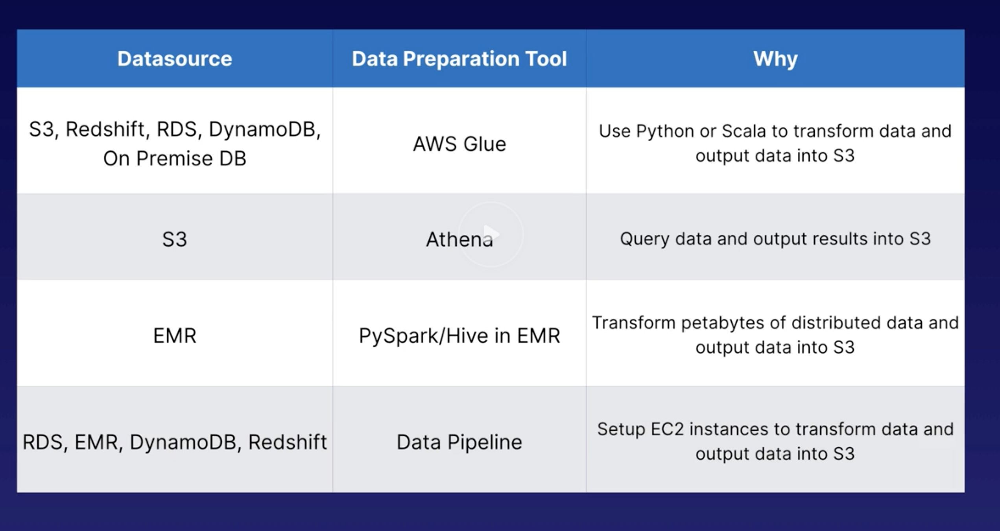 Datasource
Data Preparation Tool
Why
S3, Redshift, RDS, DynamoDB,
On Premise DB
AWS Glue
Use Python or Scala to transform data and
output data into S3
S3
Athena
Query data and output results into S3
EMR
PySpark/Hive in EMR
Transform petabytes of distributed data and
output data into S3
RDS, EMR, DynamoDB, Redshift
Data Pipeline
Setup EC2 instances to transform data and
output data into S3